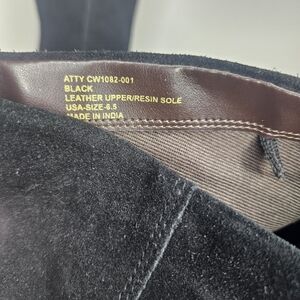 ATTY CW1082-001
BLACK
LEATHER UPPER/RESIN SOLE
USA-SIZE-6.5
MADE IN INDIA